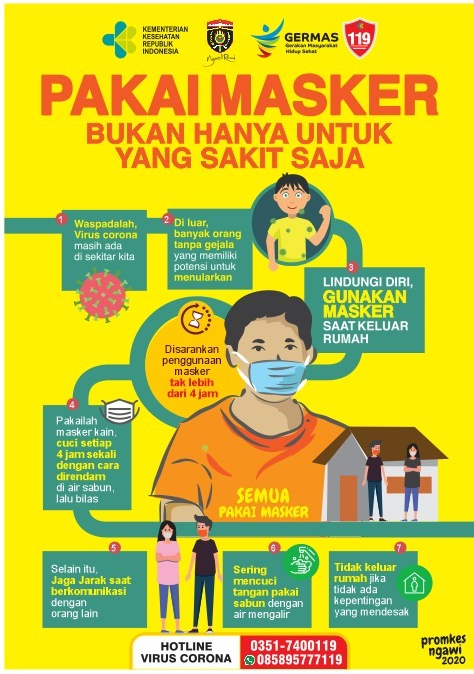 KEMENTERIAN
KESEHATAN
REPUBLIK
INDONESIA
GERMAS
Gerakan Masyarakat
Hidup Sehat
119
PAKAI MASKER
BUKAN HANYA UNTUK
YANG SAKIT SAJA
1
Waspadalah,
Virus corona
masih ada
di sekitar kita
2
Di luar,
banyak orang
tanpa gejala
yang memiliki
potensi untuk
menularkan
3
LINDUNGI DIRI,
GUNAKAN
MASKER
SAAT KELUAR
RUMAH
Disarankan
penggunaan
masker
tak lebih
dari 4 jam
4
Pakailah
masker kain,
cuci setiap
4 jam sekali
dengan cara
direndam
di air sabun,
lalu bilas
SEMUA
PAKAI MASKER
5
Selain itu,
Jaga Jarak saat
berkomunikasi
dengan
orang lain
6
Sering
mencuci
tangan pakai
sabun dengan
air mengalir
7
Tidak keluar
rumah jika
tidak ada
kepentingan
yang mendesak
HOTLINE
VIRUS CORONA
0351-7400119
085895777119
promkes
ngawi
2020